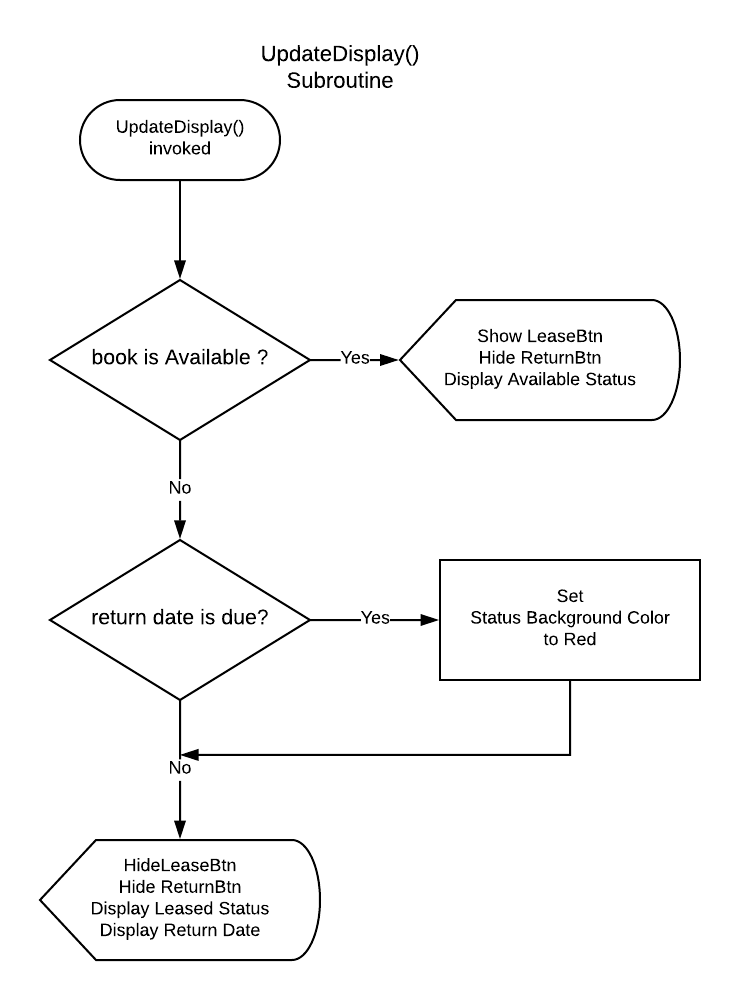 UpdateDisplay()
Subroutine
UpdateDisplay()
invoked
book is Available ?
Yes
Show LeaseBtn
Hide ReturnBtn
Display Available Status
No
return date is due?
Yes
Set
Status Background Color
to Red
No
HideLeaseBtn
Hide ReturnBtn
Display Leased Status
Display Return Date